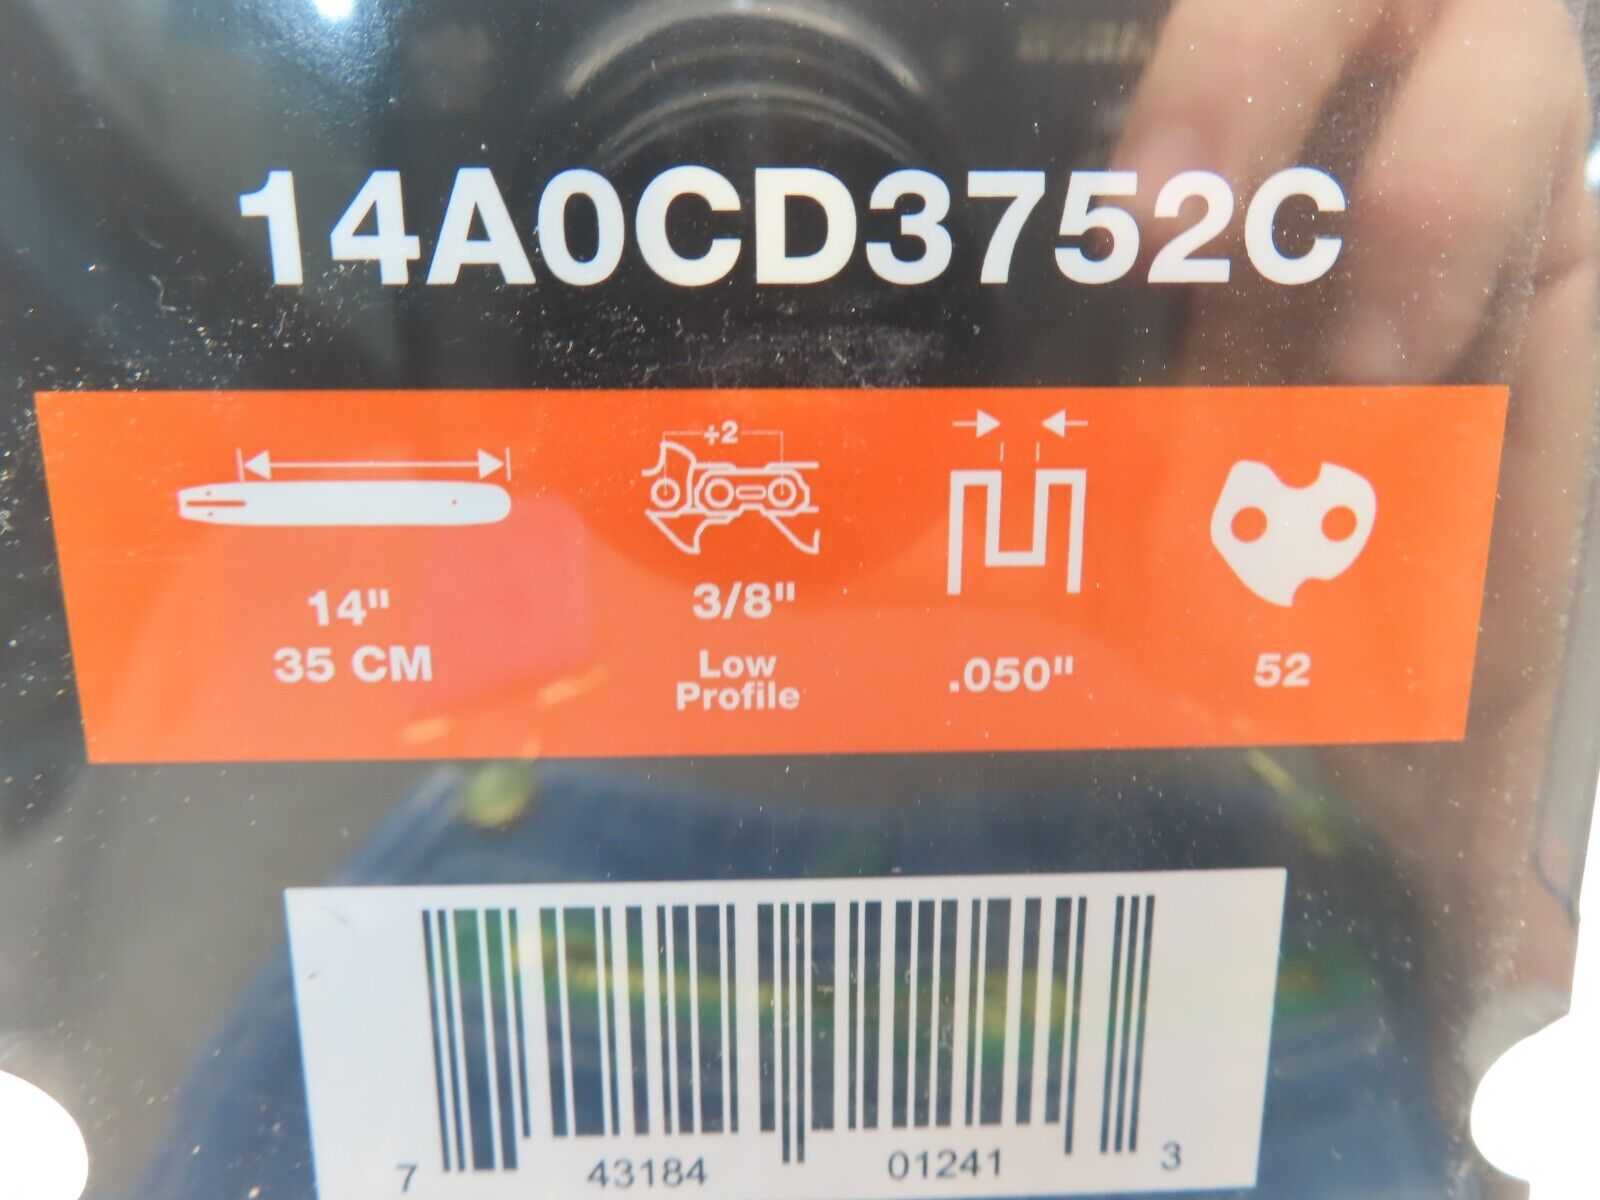 14A0CD3752C
÷2
14"
35 CM
3/8"
Low
Profile
.050"
52
7 43184 01241 3